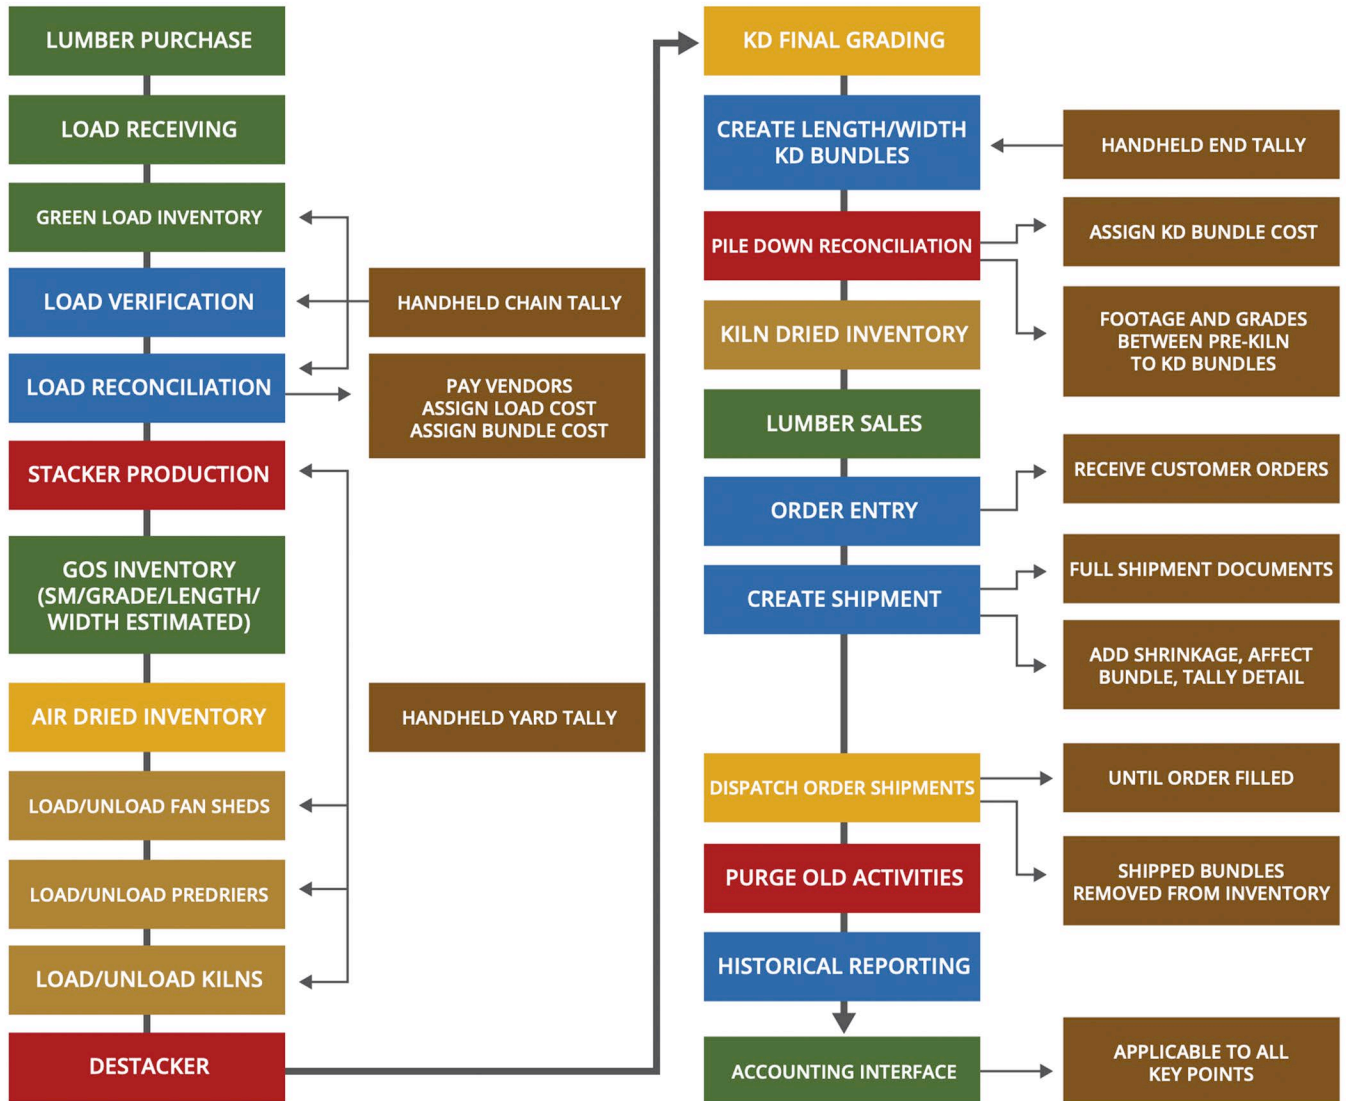 LUMBER PURCHASE
LOAD RECEIVING
GREEN LOAD INVENTORY
LOAD VERIFICATION
HANDHELD CHAIN TALLY
LOAD RECONCILIATION
PAY VENDORS
ASSIGN LOAD COST
ASSIGN BUNDLE COST
STACKER PRODUCTION
GOS INVENTORY
(SM/GRADE/LENGTH/
WIDTH ESTIMATED)
AIR DRIED INVENTORY
HANDHELD YARD TALLY
LOAD/UNLOAD FAN SHEDS
LOAD/UNLOAD PREDRIERS
LOAD/UNLOAD KILNS
DESTACKER
KD FINAL GRADING
CREATE LENGTH/WIDTH
KD BUNDLES
HANDHELD END TALLY
PILE DOWN RECONCILIATION
ASSIGN KD BUNDLE COST
FOOTAGE AND GRADES
BETWEEN PRE-KILN
TO KD BUNDLES
KILN DRIED INVENTORY
LUMBER SALES
ORDER ENTRY
RECEIVE CUSTOMER ORDERS
CREATE SHIPMENT
FULL SHIPMENT DOCUMENTS
ADD SHRINKAGE, AFFECT
BUNDLE, TALLY DETAIL
DISPATCH ORDER SHIPMENTS
UNTIL ORDER FILLED
SHIPPED BUNDLES
REMOVED FROM INVENTORY
PURGE OLD ACTIVITIES
HISTORICAL REPORTING
ACCOUNTING INTERFACE
APPLICABLE TO ALL
KEY POINTS